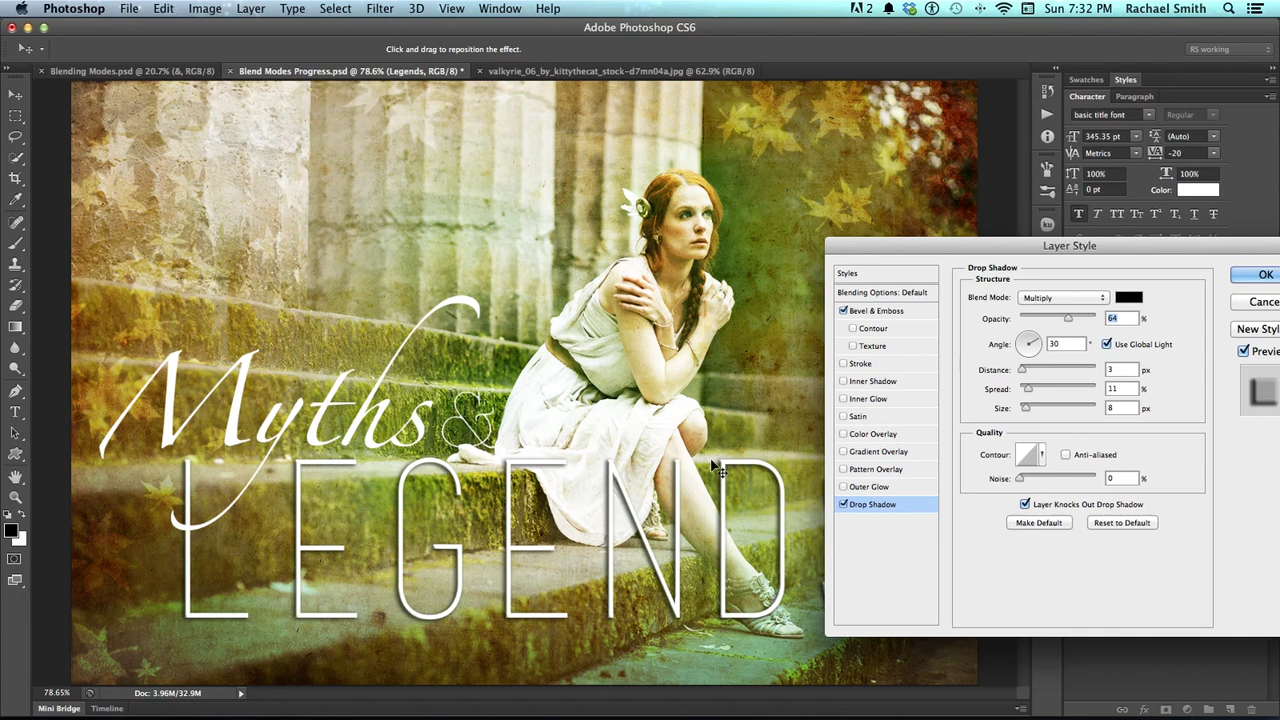 Photoshop File Edit Image Layer Type Select Filter 3D View Window Help 2 Sun 7:32 PM Rachael Smith
Adobe Photoshop CS6
Click and drag to reposition the effect. RS working
Blending Modes.psd @ 20.7% (&, RGB/8) Blend Modes Progress.psd @ 78.6% (Legends, RGB/8) * valkyrie_06_by_kittythecat_stock-d7mn04a.jpg @ 62.9% (RGB/8)
Swatches Styles
Character Paragraph
basic title font Regular
345.35 pt (Auto)
Metrics -20
100% 100%
0 pt Color:
Layer Style
Styles
Blending Options: Default
Bevel & Emboss
Contour
Texture
Stroke
Inner Shadow
Inner Glow
Satin
Color Overlay
Gradient Overlay
Pattern Overlay
Outer Glow
Drop Shadow
Drop Shadow
Structure
Blend Mode: Multiply
Opacity: 64 %
Angle: 30 ° Use Global Light
Distance: 3 px
Spread: 11 %
Size: 8 px
Quality
Contour: Anti-aliased
Noise: 0 %
Layer Knocks Out Drop Shadow
Make Default Reset to Default
OK
Cance
New Styl
Previe
Myths &
LEGEND
78.65% Doc: 3.96M/32.9M
Mini Bridge Timeline